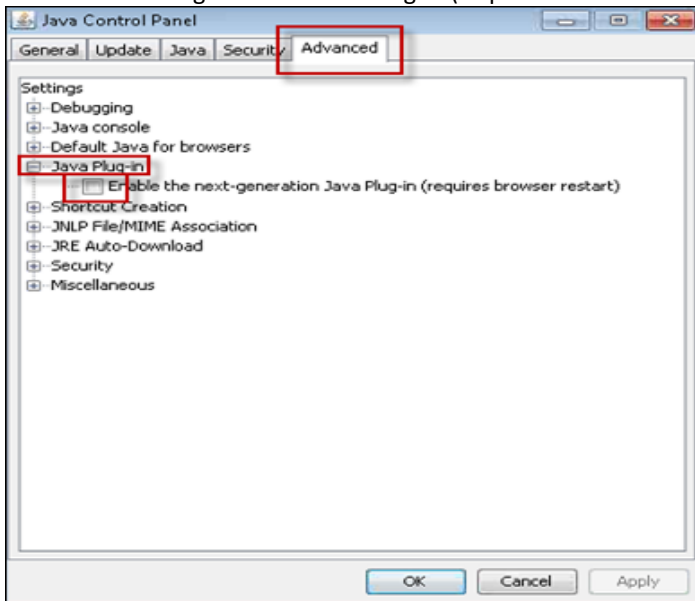 Java Control Panel
General Update Java Security Advanced
Settings
Debugging
Java console
Default Java for browsers
Java Plug-in
Enable the next-generation Java Plug-in (requires browser restart)
Shortcut Creation
JNLP File/MIME Association
JRE Auto-Download
Security
Miscellaneous
OK Cancel Apply